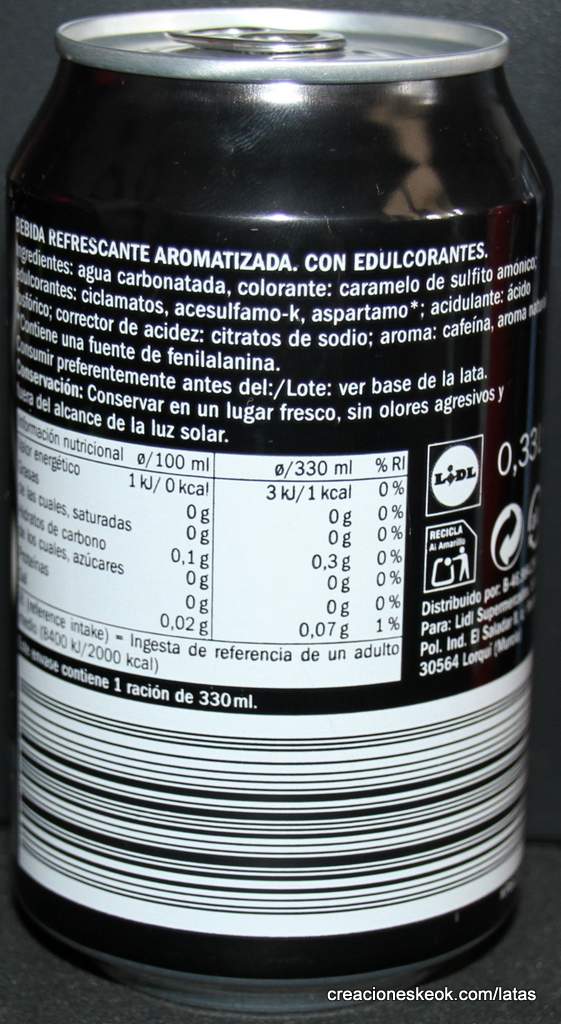 BEBIDA REFRESCANTE AROMATIZADA. CON EDULCORANTES.
Ingredientes: agua carbonatada, colorante: caramelo de sulfito amónico;
edulcorantes: ciclamatos, acesulfamo-k, aspartamo*; acidulante: ácido
fosfórico; corrector de acidez: citratos de sodio; aroma: cafeína, aroma natural
*Contiene una fuente de fenilalanina.
Consumir preferentemente antes del:/Lote: ver base de la lata.
Conservación: Conservar en un lugar fresco, sin olores agresivos y
fuera del alcance de la luz solar.
Información nutricional ø/100 ml ø/330 ml % RI
Valor energético 1 kJ/ 0 kcal 3 kJ/ 1 kcal 0 %
Grasas 0 g 0 g 0 %
de las cuales, saturadas 0 g 0 g 0 %
Hidratos de carbono 0,1 g 0,3 g 0 %
de los cuales, azúcares 0 g 0 g 0 %
Proteínas 0 g 0 g 0 %
Sal 0,02 g 0,07 g 1 %
(reference intake) = Ingesta de referencia de un adulto
medio (8400 kJ/2000 kcal)
Este envase contiene 1 ración de 330 ml.
LIDL
0,33
RECICLA
Al Amarillo
Distribuido por:
Para: Lidl Supermercados
Pol. Ind. El Salador
30564 Lorquí (Murcia)
creacioneskeok.com/latas